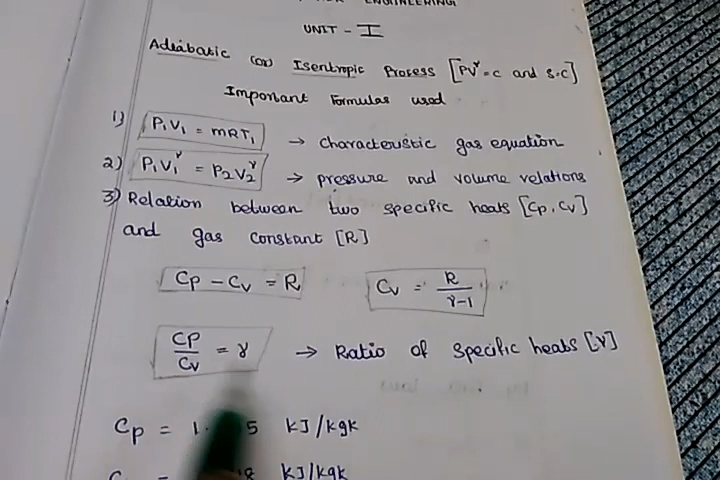 ENGINEERING
UNIT - I
Adiabatic (or) Isentropic Process [PV^γ = c and s=c]
Important Formulas used
1) P₁V₁ = mRT₁ → characteristic gas equation
2) P₁V₁^γ = P₂V₂^γ → pressure and volume relations
3) Relation between two specific heats [Cp, Cv]
and gas constant [R]
Cp - Cv = R Cv = R/γ-1
Cp/Cv = γ → Ratio of specific heats [γ]
Cp = 1. 5 kJ/kgk
kJ/kgk